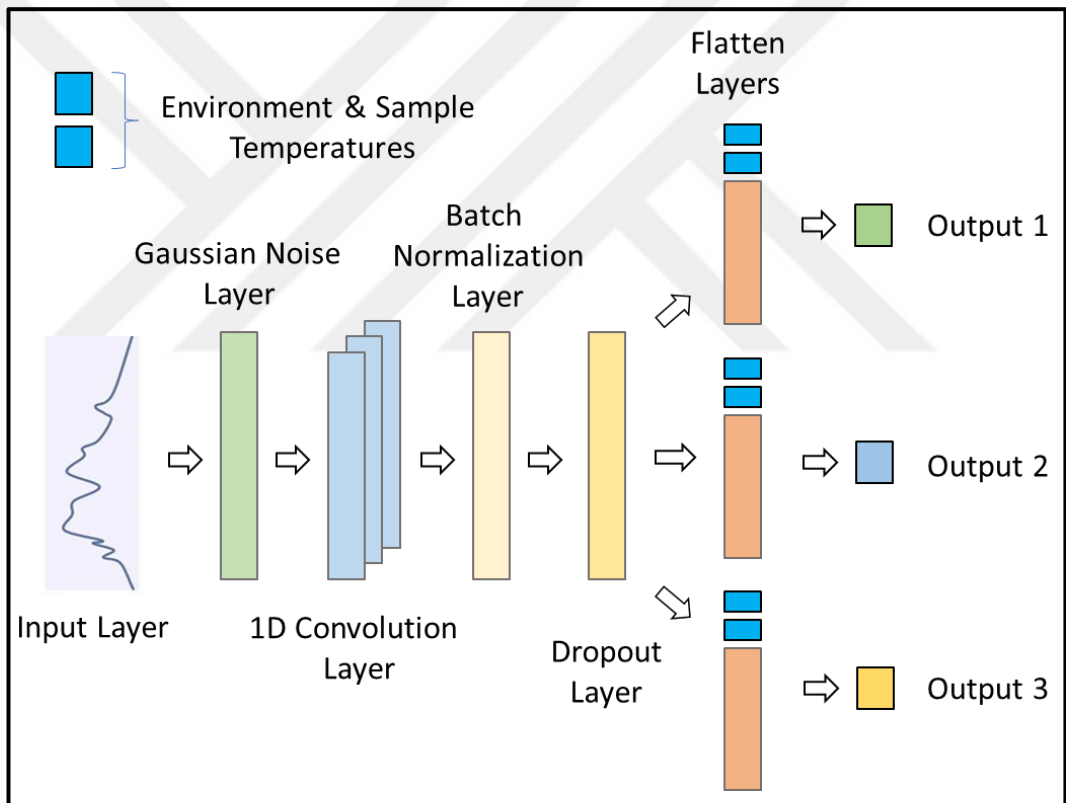 Flatten
Layers
Environment & Sample
Temperatures
Batch
Normalization
Layer
Gaussian Noise
Layer
Output 1
Output 2
Input Layer
1D Convolution
Layer
Dropout
Layer
Output 3